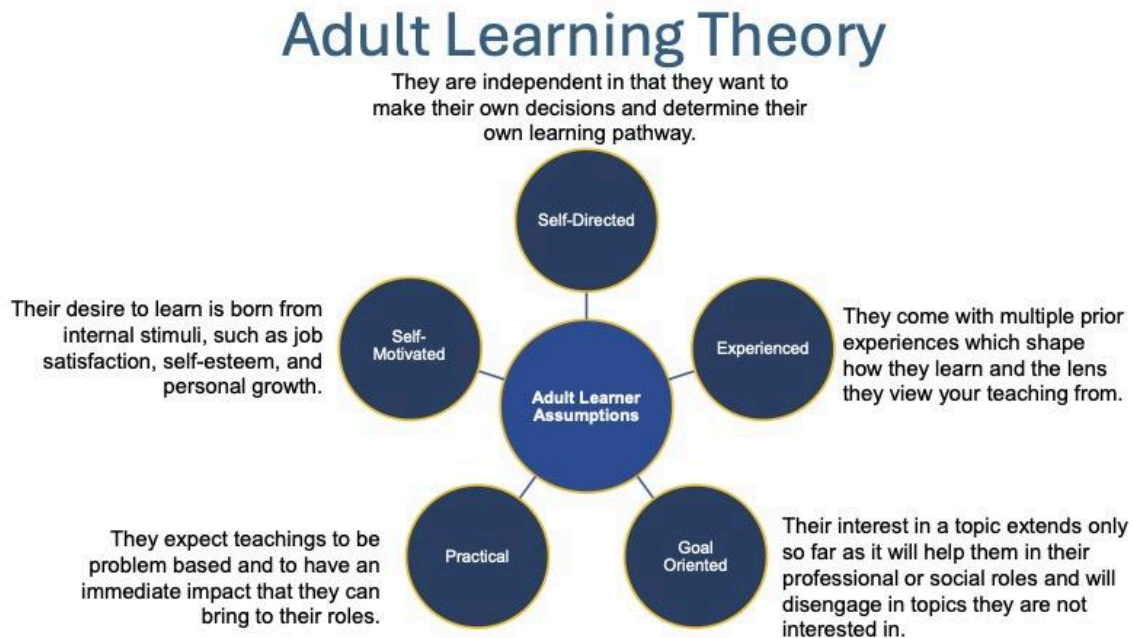 Adult Learning Theory
They are independent in that they want to
make their own decisions and determine their
own learning pathway.
Self-Directed
Their desire to learn is born from
internal stimuli, such as job
satisfaction, self-esteem, and
personal growth.
Self-
Motivated
Experienced
They come with multiple prior
experiences which shape
how they learn and the lens
they view your teaching from.
Adult Learner
Assumptions
They expect teachings to be
problem based and to have an
immediate impact that they can
bring to their roles.
Practical
Goal
Oriented
Their interest in a topic extends only
so far as it will help them in their
professional or social roles and will
disengage in topics they are not
interested in.